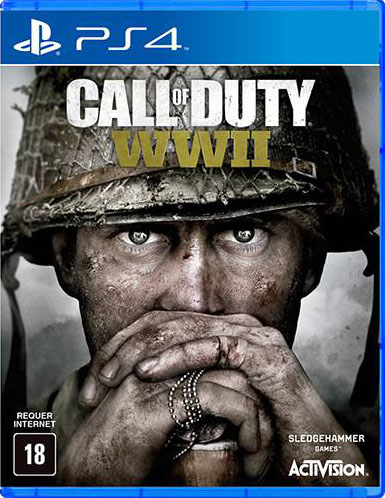 PS4
CALL OF DUTY
WWII
REQUER
INTERNET
18
SLEDGEHAMMER
GAMES
ACTIVISION